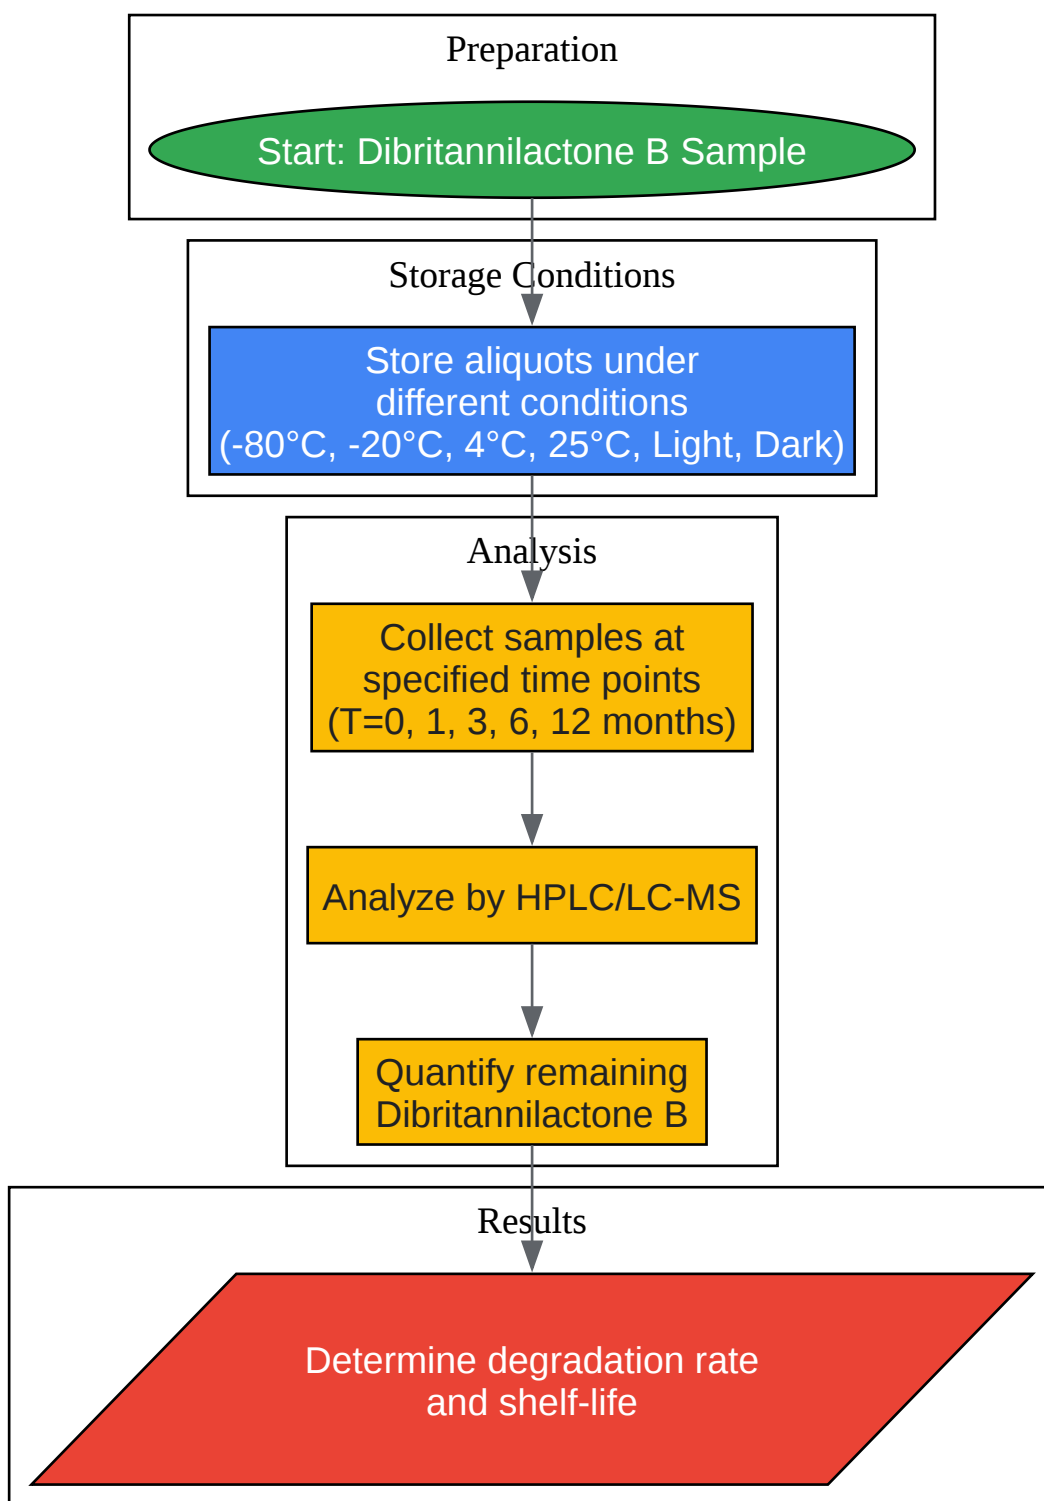 Preparation
Start: Dibritannilactone B Sample
Storage Conditions
Store aliquots under
different conditions
(-80°C, -20°C, 4°C, 25°C, Light, Dark)
Analysis
Collect samples at
specified time points
(T=0, 1, 3, 6, 12 months)
Analyze by HPLC/LC-MS
Quantify remaining
Dibritannilactone B
Results
Determine degradation rate
and shelf-life